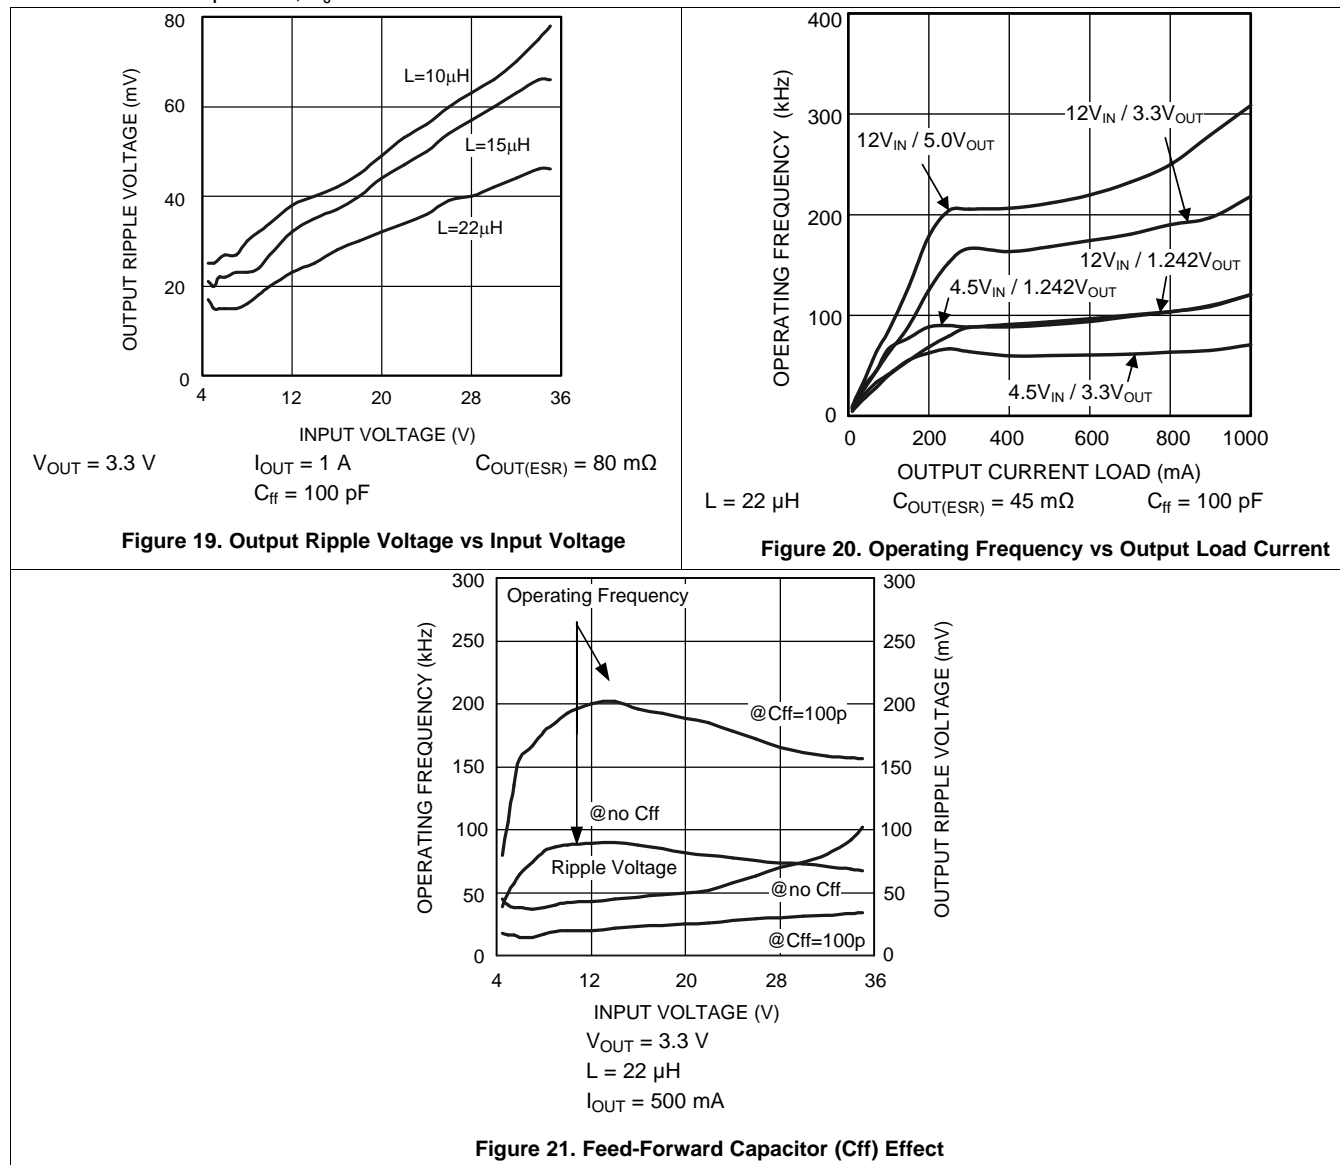 80
60
40
20
0
4
12
20
28
36
OUTPUT RIPPLE VOLTAGE (mV)
L=10µH
L=15µH
L=22µH
INPUT VOLTAGE (V)
VOUT = 3.3 V IOUT = 1 A COUT(ESR) = 80 mΩ
Cff = 100 pF
Figure 19. Output Ripple Voltage vs Input Voltage
400
300
200
100
0
0
200
400
600
800
1000
OPERATING FREQUENCY (kHz)
12VIN / 3.3VOUT
12VIN / 5.0VOUT
12VIN / 1.242VOUT
4.5VIN / 1.242VOUT
4.5VIN / 3.3VOUT
OUTPUT CURRENT LOAD (mA)
L = 22 µH COUT(ESR) = 45 mΩ Cff = 100 pF
Figure 20. Operating Frequency vs Output Load Current
300
250
200
150
100
50
0
OPERATING FREQUENCY (kHz)
Operating Frequency
@Cff=100p
@no Cff
Ripple Voltage
@no Cff
@Cff=100p
300
250
200
150
100
50
0
OUTPUT RIPPLE VOLTAGE (mV)
4
12
20
28
36
INPUT VOLTAGE (V)
VOUT = 3.3 V
L = 22 µH
IOUT = 500 mA
Figure 21. Feed-Forward Capacitor (Cff) Effect